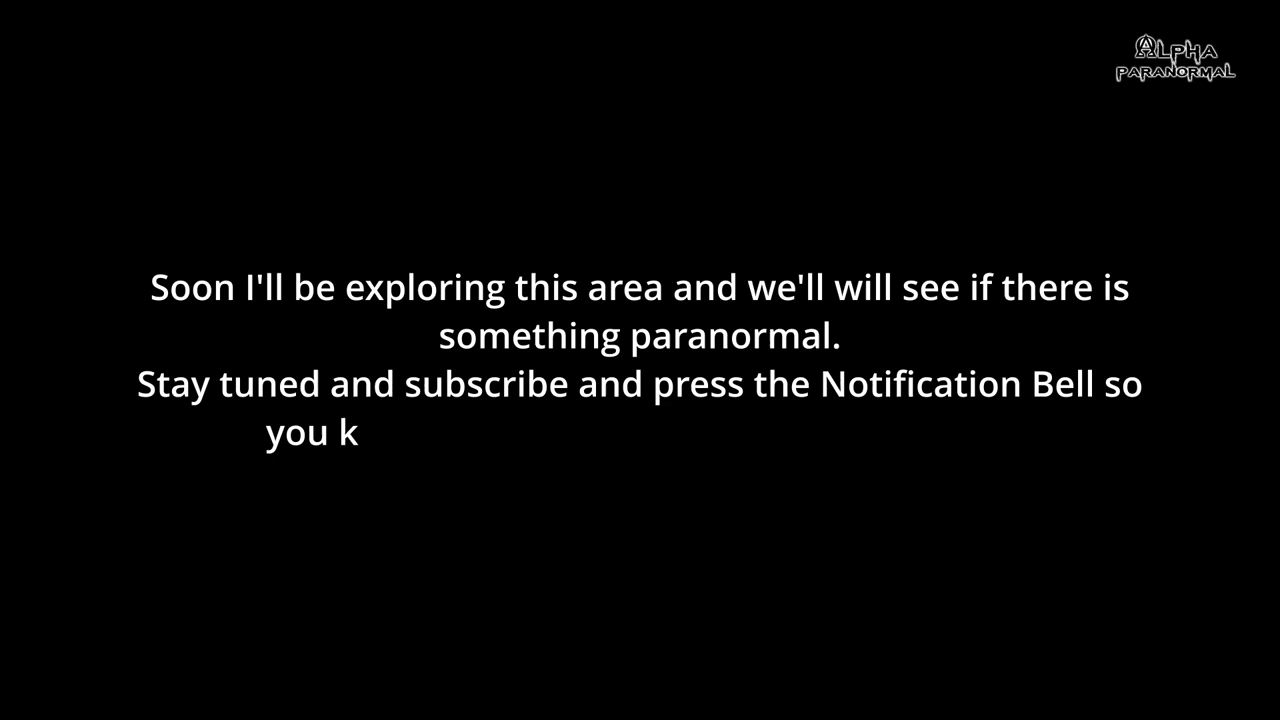 ALPHA
PARANORMAL
Soon I'll be exploring this area and we'll will see if there is
something paranormal.
Stay tuned and subscribe and press the Notification Bell so
you k